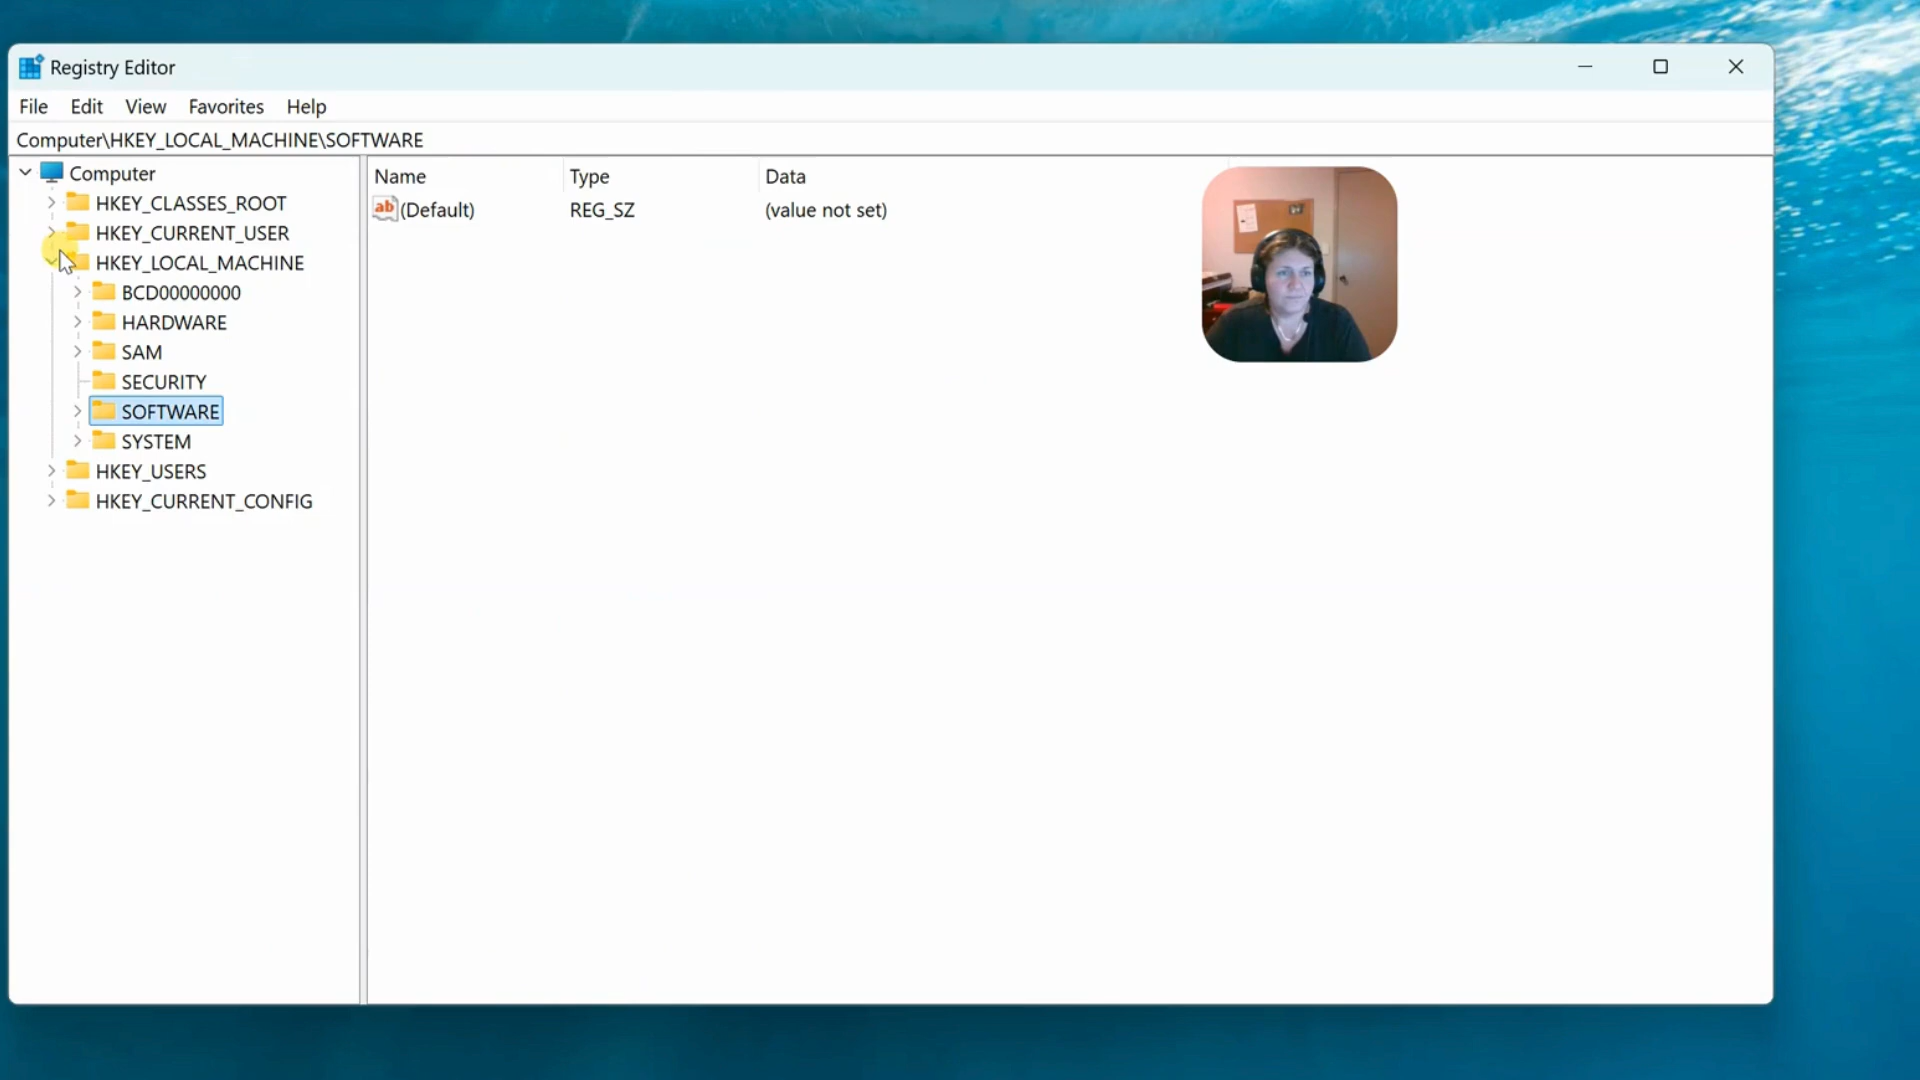 Registry Editor
File Edit View Favorites Help
Computer\HKEY_LOCAL_MACHINE\SOFTWARE
Computer
HKEY_CLASSES_ROOT
HKEY_CURRENT_USER
HKEY_LOCAL_MACHINE
BCD00000000
HARDWARE
SAM
SECURITY
SOFTWARE
SYSTEM
HKEY_USERS
HKEY_CURRENT_CONFIG
Name Type Data
ab (Default) REG_SZ (value not set)